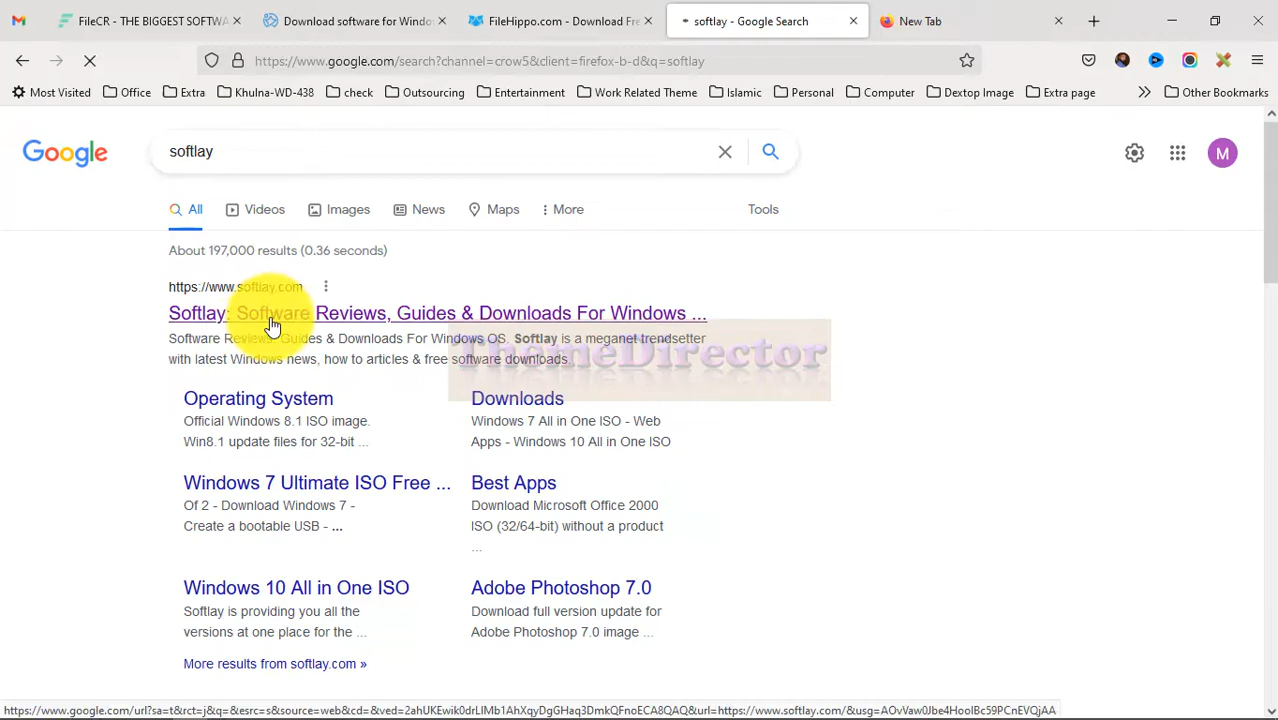 FileCR - THE BIGGEST SOFTWA
Download software for Windo
FileHippo.com - Download Fre
softlay - Google Search
New Tab
https://www.google.com/search?channel=crow5&client=firefox-b-d&q=softlay
Most Visited
Office
Extra
Khulna-WD-438
check
Outsourcing
Entertainment
Work Related Theme
Islamic
Personal
Computer
Dextop Image
Extra page
Other Bookmarks
Google
softlay
M
All
Videos
Images
News
Maps
More
Tools
About 197,000 results (0.36 seconds)
https://www.softlay.com
Softlay: Software Reviews, Guides & Downloads For Windows ...
Software Reviews, Guides & Downloads For Windows OS. Softlay is a meganet trendsetter
with latest Windows news, how to articles & free software downloads.
ThemeDirector
Operating System
Official Windows 8.1 ISO image.
Win8.1 update files for 32-bit ...
Downloads
Windows 7 All in One ISO - Web
Apps - Windows 10 All in One ISO
Windows 7 Ultimate ISO Free ...
Of 2 - Download Windows 7 -
Create a bootable USB - ...
Best Apps
Download Microsoft Office 2000
ISO (32/64-bit) without a product
...
Windows 10 All in One ISO
Softlay is providing you all the
versions at one place for the ...
Adobe Photoshop 7.0
Download full version update for
Adobe Photoshop 7.0 image ...
More results from softlay.com »